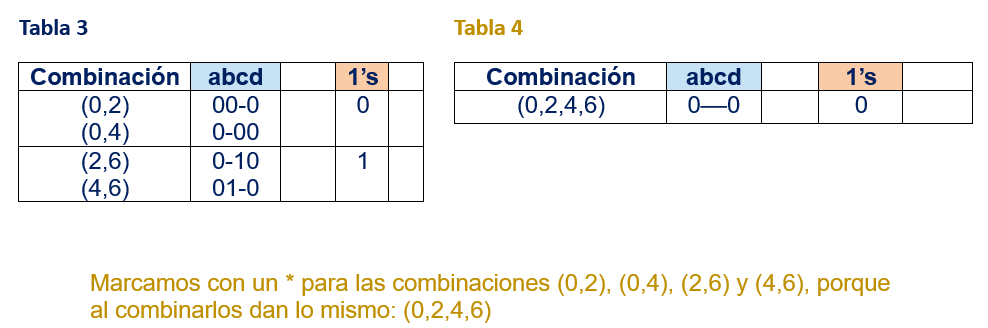 Tabla 3
Combinación abcd 1's
(0,2) 00-0 0
(0,4) 0-00
(2,6) 0-10 1
(4,6) 01-0
Tabla 4
Combinación abcd 1's
(0,2,4,6) 0—0 0
Marcamos con un * para las combinaciones (0,2), (0,4), (2,6) y (4,6), porque
al combinarlos dan lo mismo: (0,2,4,6)